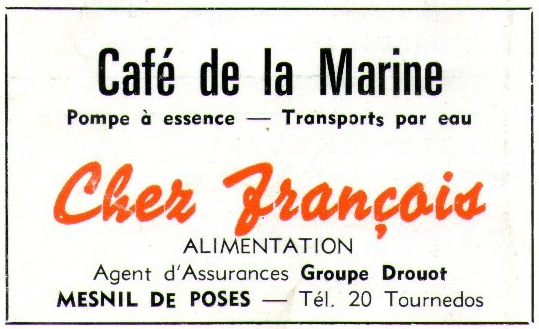 Café de la Marine
Pompe à essence — Transports par eau
Chez François
ALIMENTATION
Agent d'Assurances Groupe Drouot
MESNIL DE POSES — Tél. 20 Tournedos